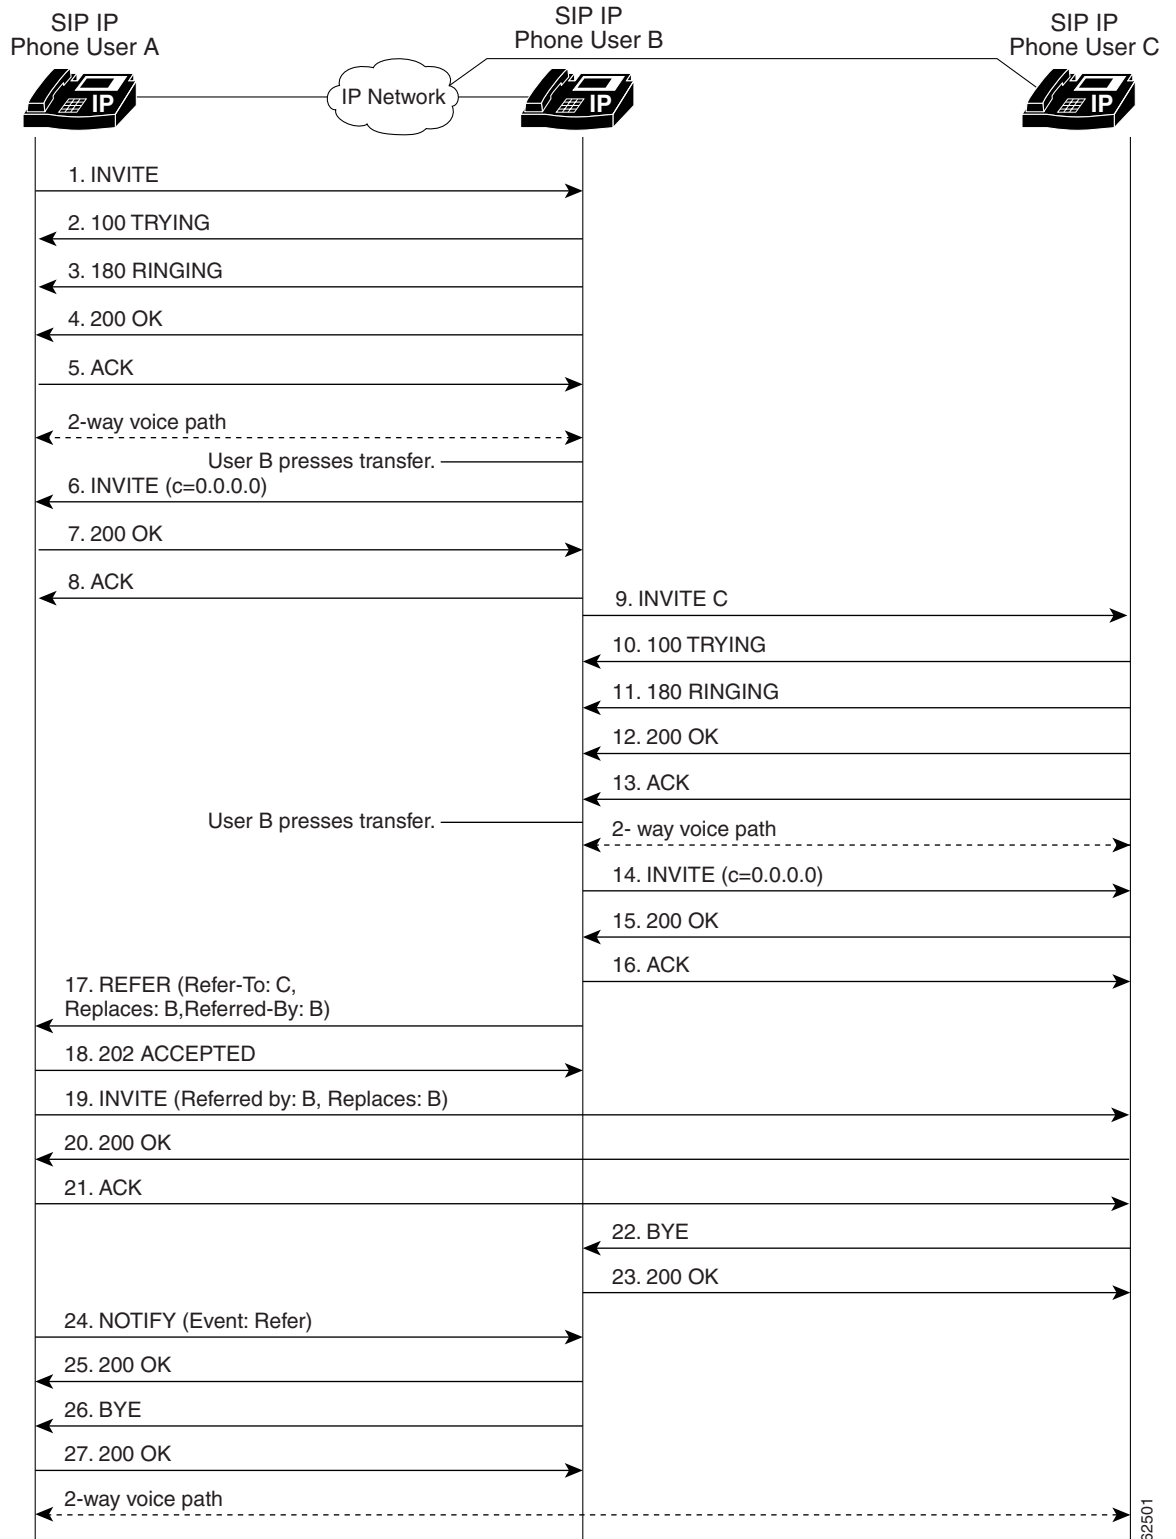 SIP IP
Phone User A
SIP IP
Phone User B
SIP IP
Phone User C
IP
IP Network
IP
IP
1. INVITE
2. 100 TRYING
3. 180 RINGING
4. 200 OK
5. ACK
2-way voice path
User B presses transfer.
6. INVITE (c=0.0.0.0)
7. 200 OK
8. ACK
9. INVITE C
10. 100 TRYING
11. 180 RINGING
12. 200 OK
13. ACK
User B presses transfer.
2- way voice path
14. INVITE (c=0.0.0.0)
15. 200 OK
16. ACK
17. REFER (Refer-To: C,
Replaces: B,Referred-By: B)
18. 202 ACCEPTED
19. INVITE (Referred by: B, Replaces: B)
20. 200 OK
21. ACK
22. BYE
23. 200 OK
24. NOTIFY (Event: Refer)
25. 200 OK
26. BYE
27. 200 OK
2-way voice path
62501